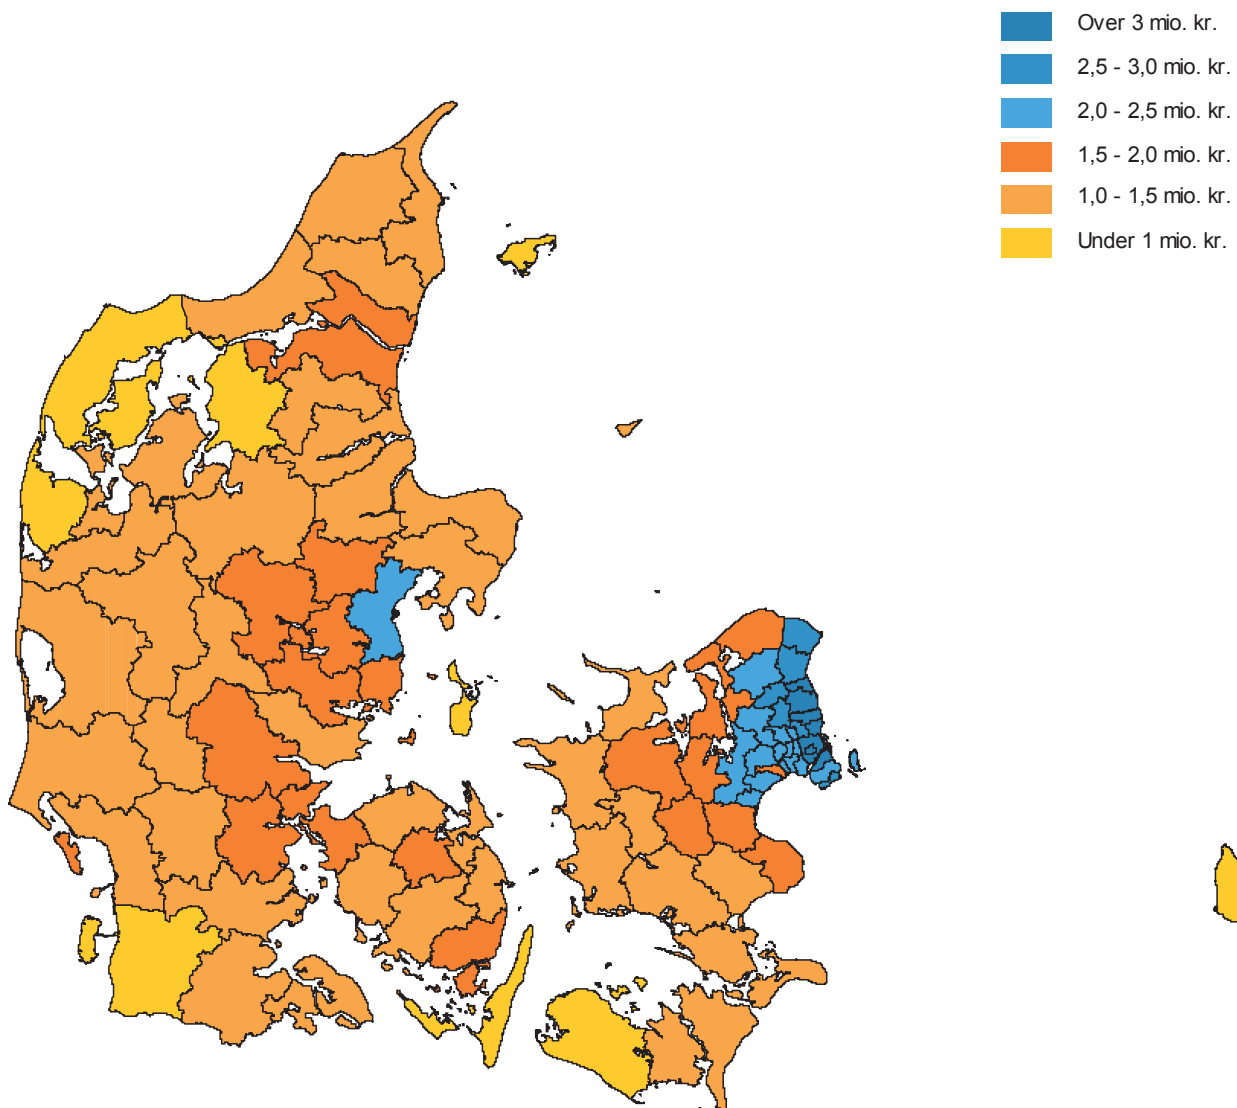 Over 3 mio. kr.
2,5 - 3,0 mio. kr.
2,0 - 2,5 mio. kr.
1,5 - 2,0 mio. kr.
1,0 - 1,5 mio. kr.
Under 1 mio. kr.